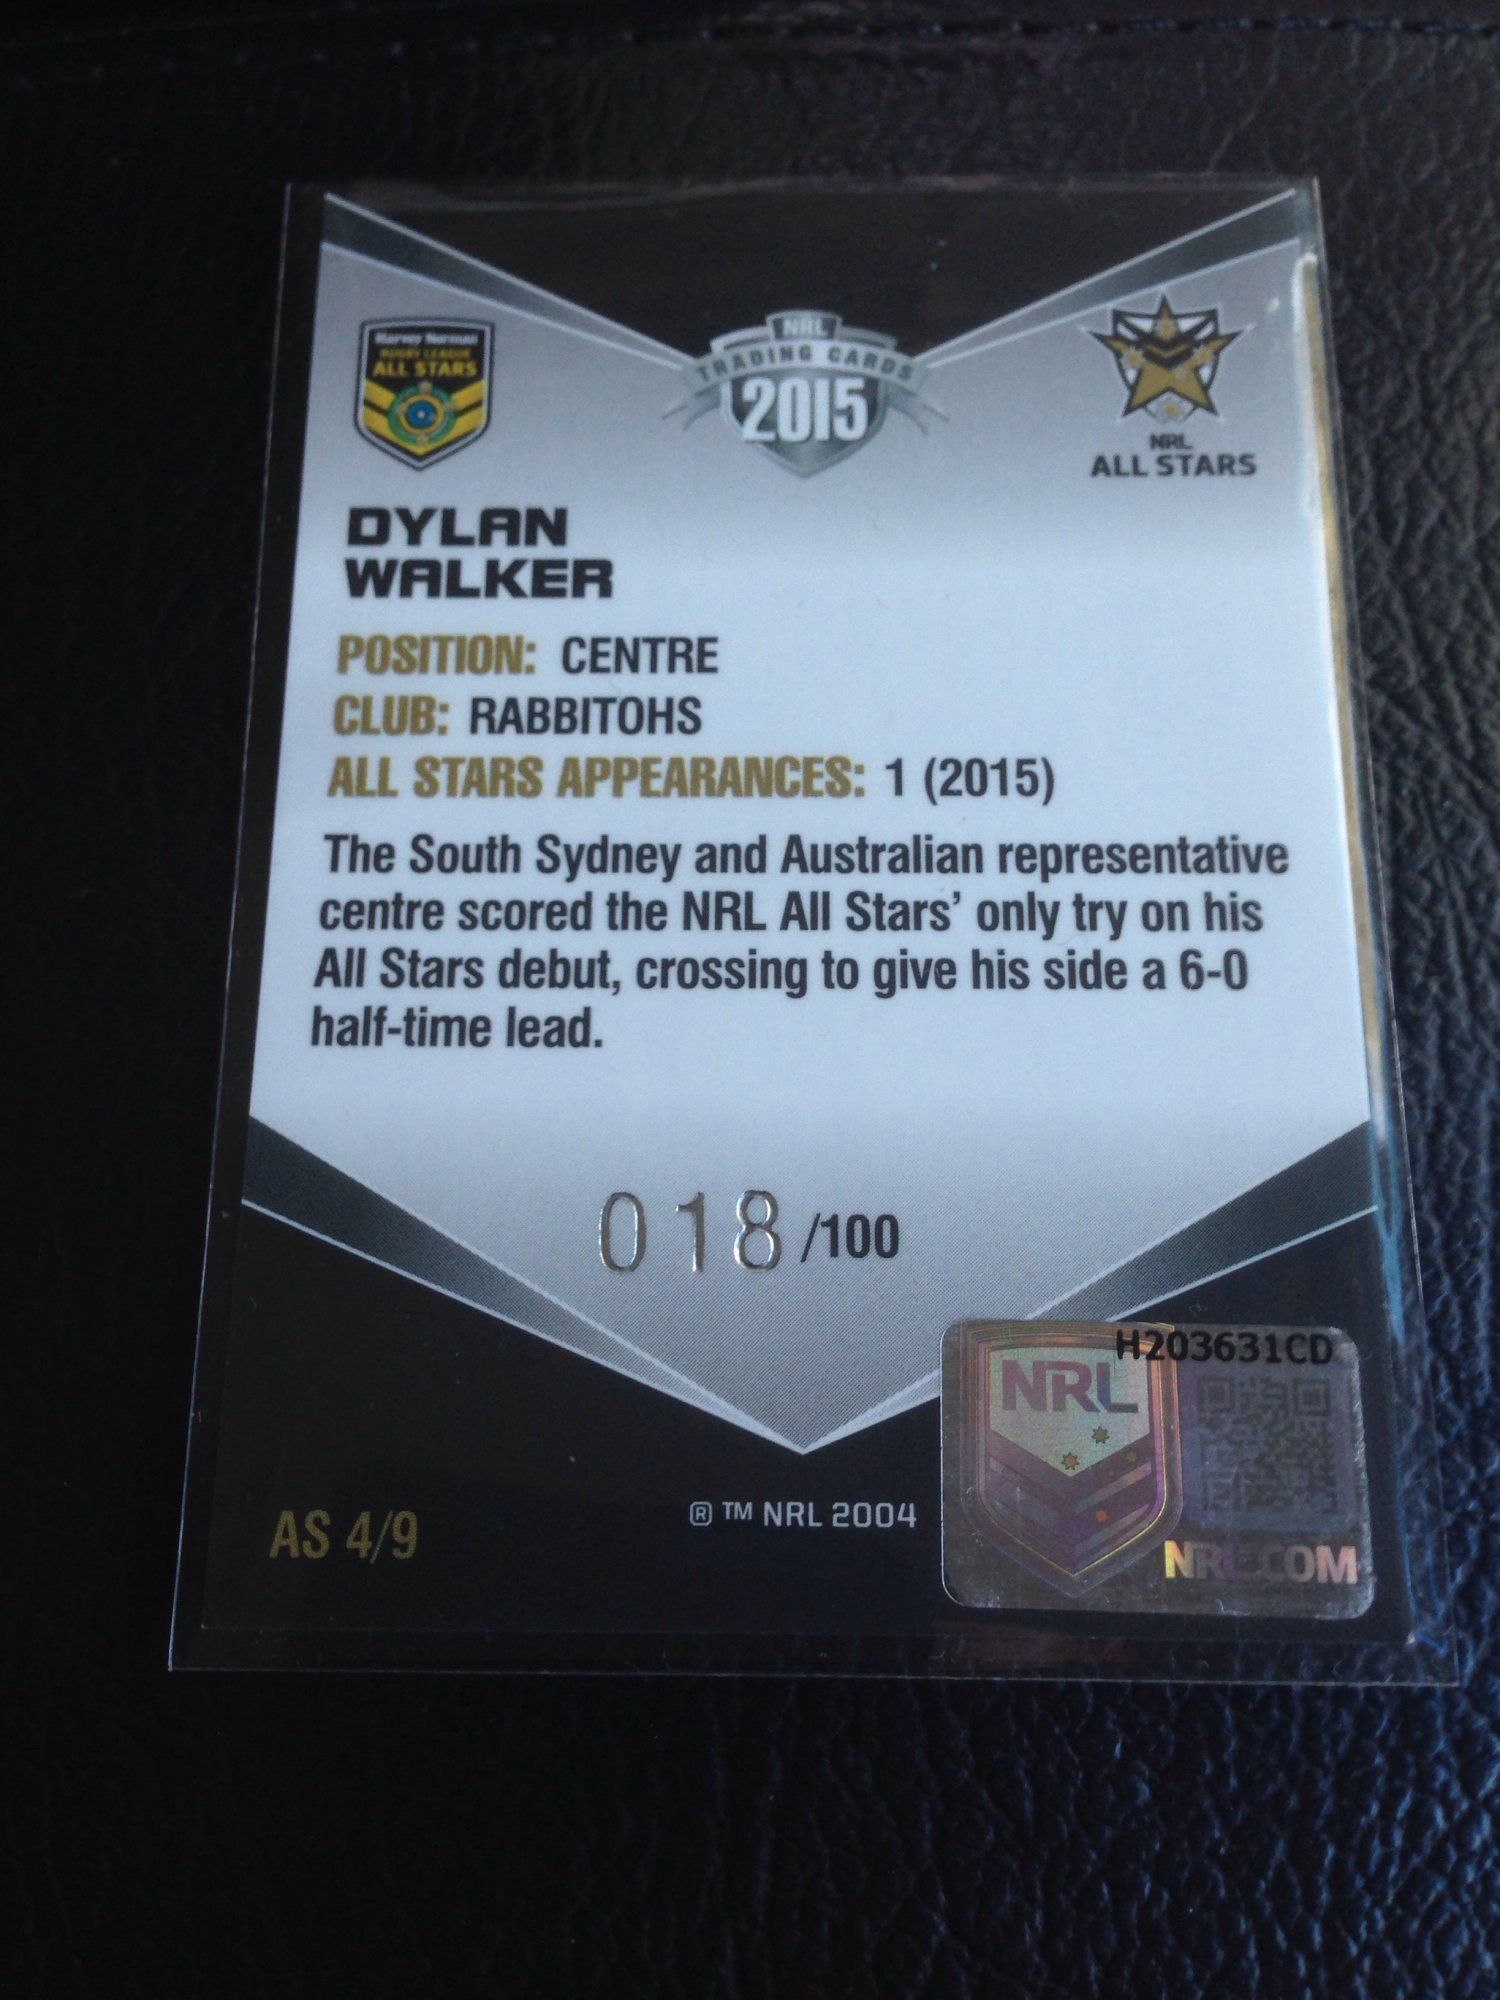 Harvey Norman
RUGBY LEAGUE
ALL STARS
NRL
TRADING CARDS
2015
NRL
ALL STARS
DYLAN
WALKER
POSITION: CENTRE
CLUB: RABBITOHS
ALL STARS APPEARANCES: 1 (2015)
The South Sydney and Australian representative
centre scored the NRL All Stars' only try on his
All Stars debut, crossing to give his side a 6-0
half-time lead.
018 /100
H203631CD
NRL
NRL.COM
AS 4/9
® TM NRL 2004